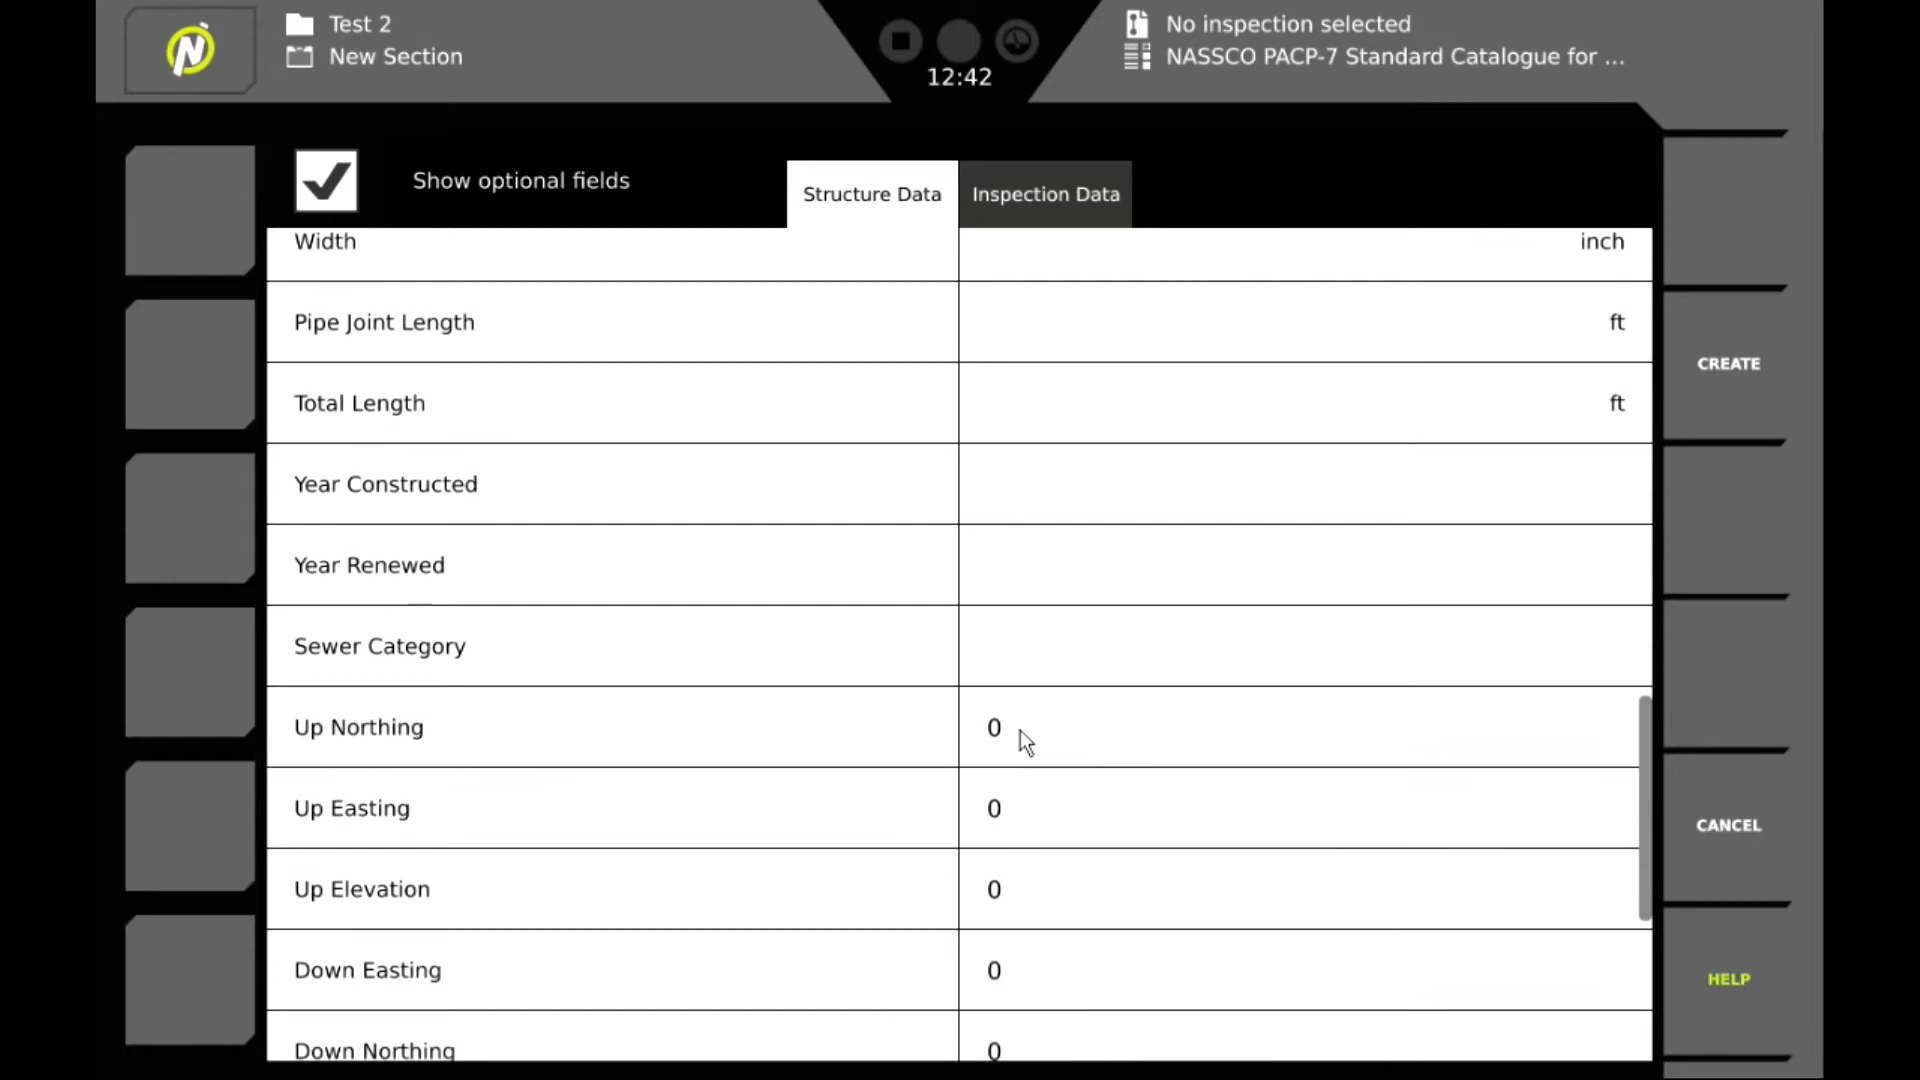 Test 2
New Section
12:42
No inspection selected
NASSCO PACP-7 Standard Catalogue for ...
Show optional fields
Structure Data
Inspection Data
Width inch
Pipe Joint Length ft
Total Length ft
Year Constructed
Year Renewed
Sewer Category
Up Northing 0
Up Easting 0
Up Elevation 0
Down Easting 0
Down Northing 0
CREATE
CANCEL
HELP